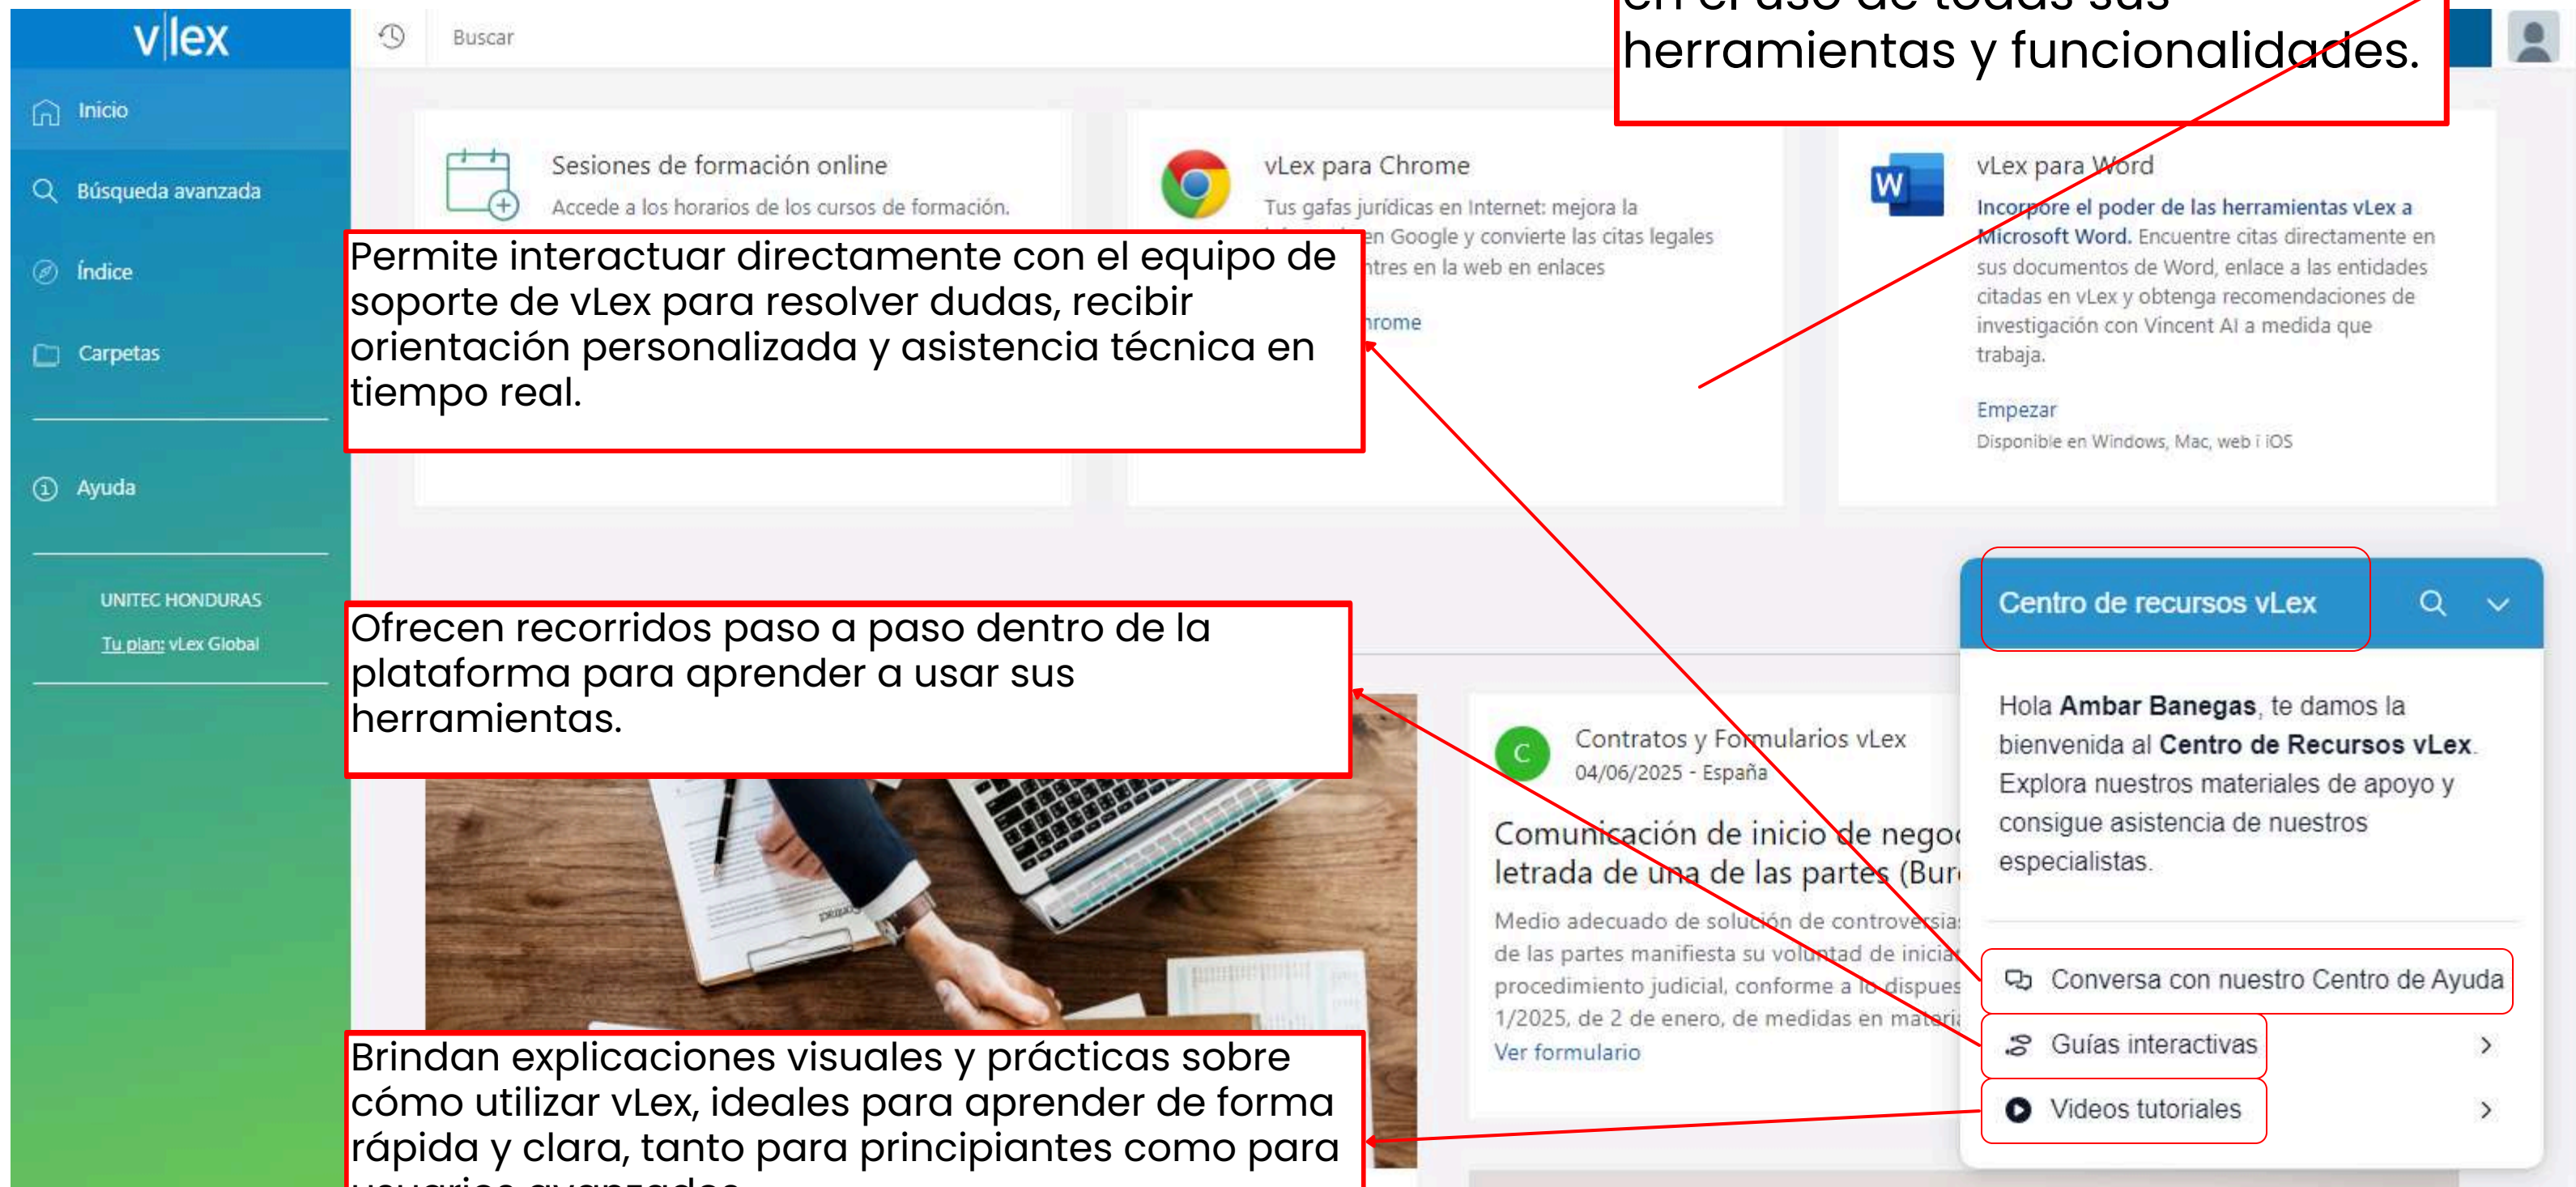 v|lex
Buscar
en el uso de todas sus
herramientas y funcionalidades.
Inicio
Búsqueda avanzada
Índice
Carpetas
Ayuda
UNITEC HONDURAS
Tu plan: vLex Global
Sesiones de formación online
Accede a los horarios de los cursos de formación.
vLex para Chrome
Tus gafas jurídicas en Internet: mejora la
en Google y convierte las citas legales
en la web en enlaces
vLex para Word
Incorpore el poder de las herramientas vLex a
Microsoft Word. Encuentre citas directamente en
sus documentos de Word, enlace a las entidades
citadas en vLex y obtenga recomendaciones de
investigación con Vincent AI a medida que
trabaja.
Empezar
Disponible en Windows, Mac, web i iOS
Permite interactuar directamente con el equipo de
soporte de vLex para resolver dudas, recibir
orientación personalizada y asistencia técnica en
tiempo real.
Ofrecen recorridos paso a paso dentro de la
plataforma para aprender a usar sus
herramientas.
Contract
Brindan explicaciones visuales y prácticas sobre
cómo utilizar vLex, ideales para aprender de forma
rápida y clara, tanto para principiantes como para
C
Contratos y Formularios vLex
04/06/2025 - España
Comunicación de inicio de nego
letrada de una de las partes (Bur
Medio adecuado de solución de controversia
de las partes manifiesta su voluntad de inicia
procedimiento judicial, conforme a lo dispues
1/2025, de 2 de enero, de medidas en materi
Ver formulario
Centro de recursos vLex
Hola Ambar Banegas, te damos la
bienvenida al Centro de Recursos vLex.
Explora nuestros materiales de apoyo y
consigue asistencia de nuestros
especialistas.
Conversa con nuestro Centro de Ayuda
Guías interactivas
Videos tutoriales